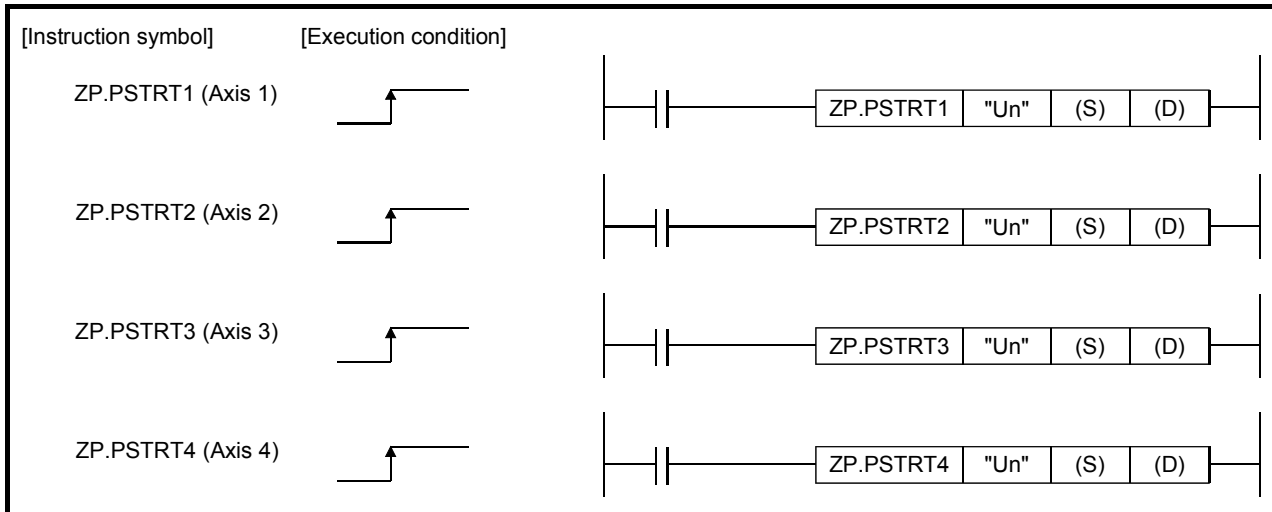 [Instruction symbol] [Execution condition]
ZP.PSTRT1 (Axis 1) ZP.PSTRT1 "Un" (S) (D)
ZP.PSTRT2 (Axis 2) ZP.PSTRT2 "Un" (S) (D)
ZP.PSTRT3 (Axis 3) ZP.PSTRT3 "Un" (S) (D)
ZP.PSTRT4 (Axis 4) ZP.PSTRT4 "Un" (S) (D)